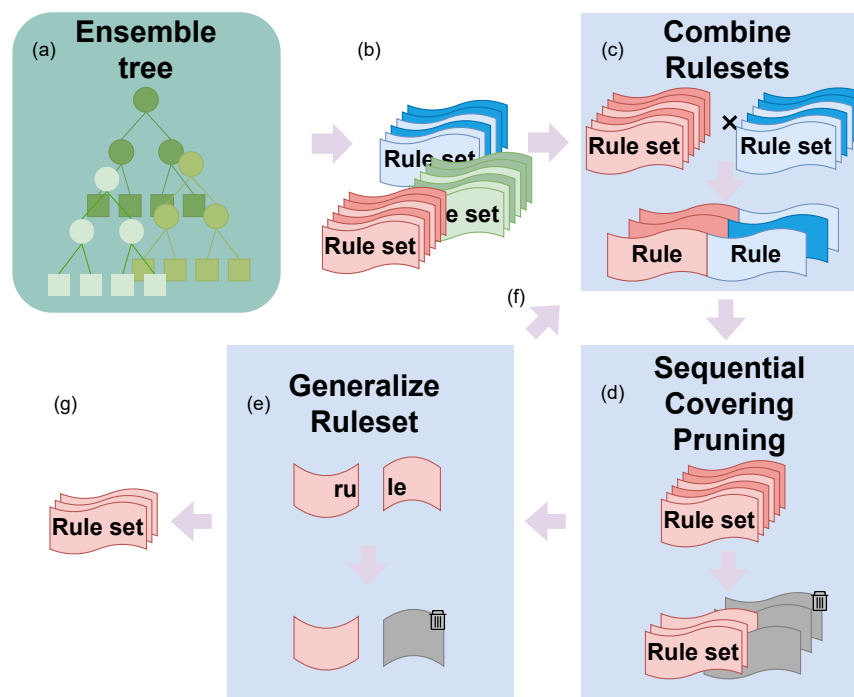 (a)
Ensemble
tree
(b)
Rule set
le set
Rule set
(c)
Combine
Rulesets
Rule set
×
Rule set
Rule
Rule
(f)
(d)
Sequential
Covering
Pruning
Rule set
Rule set
(e)
Generalize
Ruleset
ru
le
(g)
Rule set